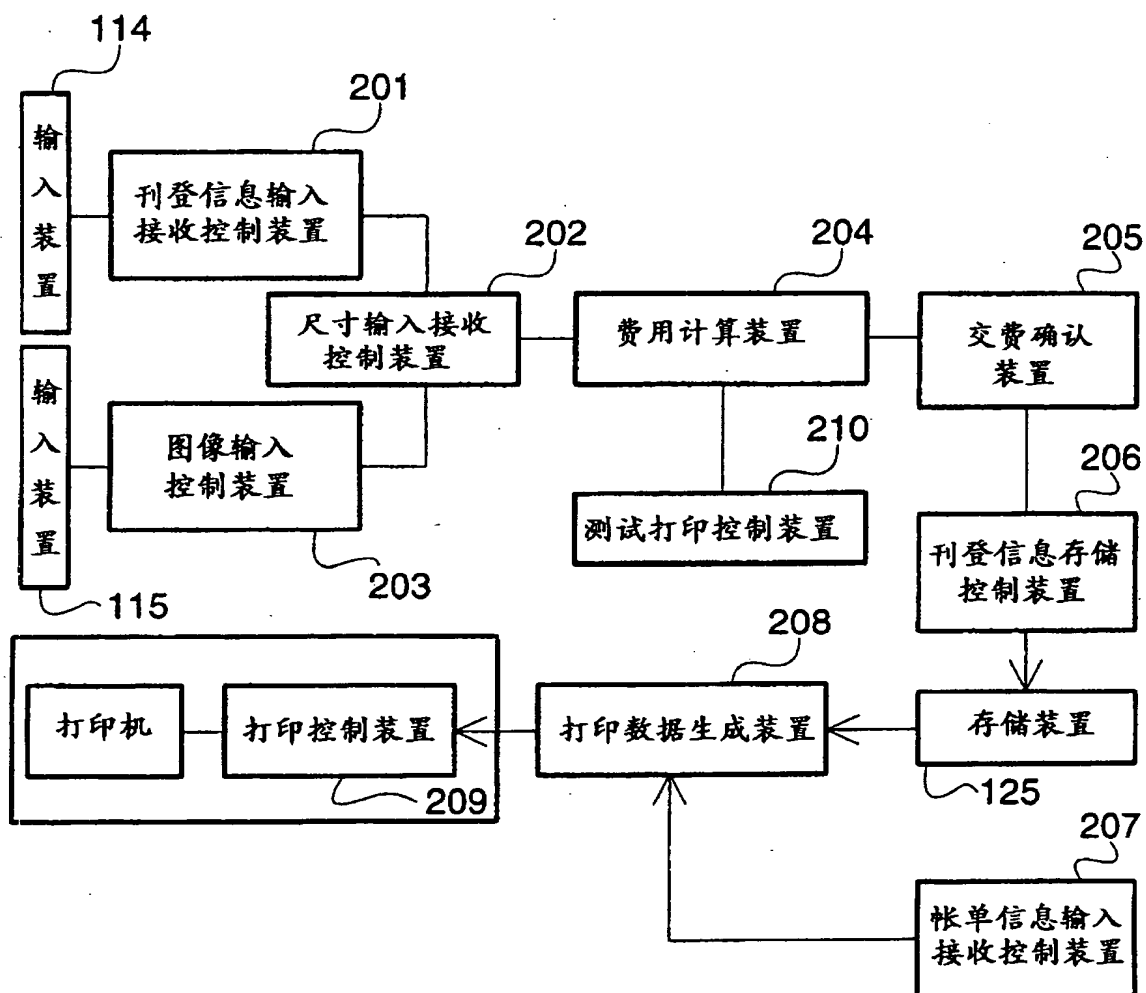 114
输入装置
201
刊登信息输入
接收控制装置
202
尺寸输入接收
控制装置
204
费用计算装置
205
交费确认
装置
输入装置
115
图像输入
控制装置
203
210
测试打印控制装置
206
刊登信息存储
控制装置
208
打印机
打印控制装置
209
打印数据生成装置
存储装置
125
207
帐单信息输入
接收控制装置